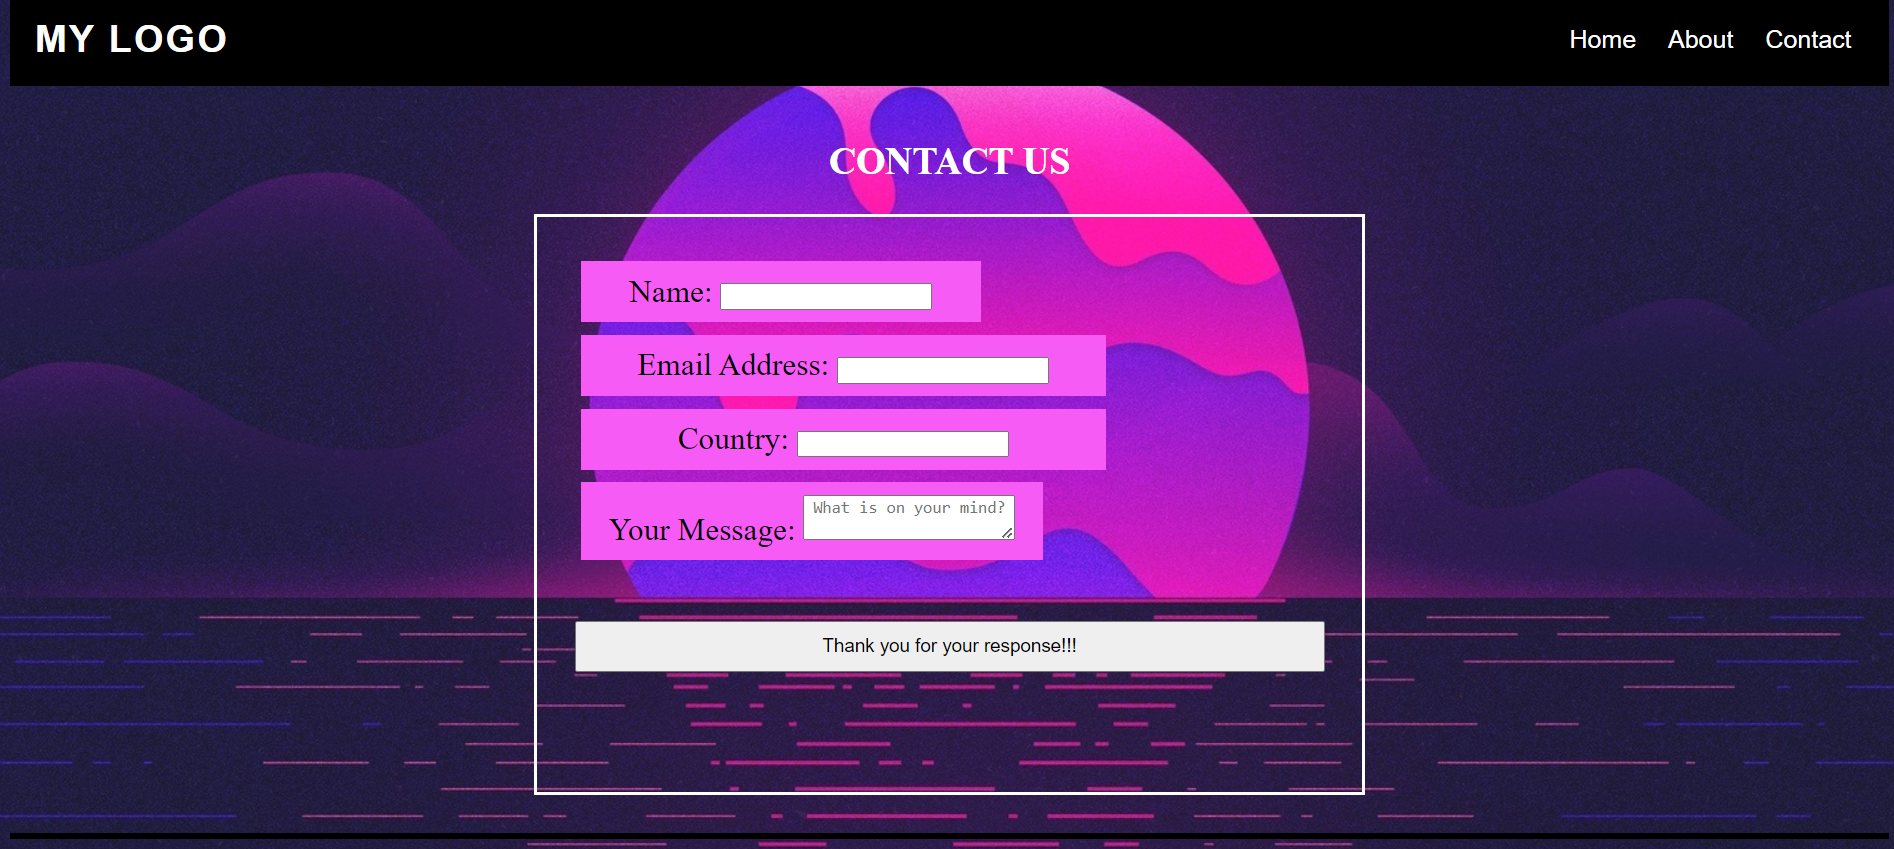 MY LOGO
Home About Contact
CONTACT US
Name:
Email Address:
Country:
Your Message: What is on your mind?
Thank you for your response!!!